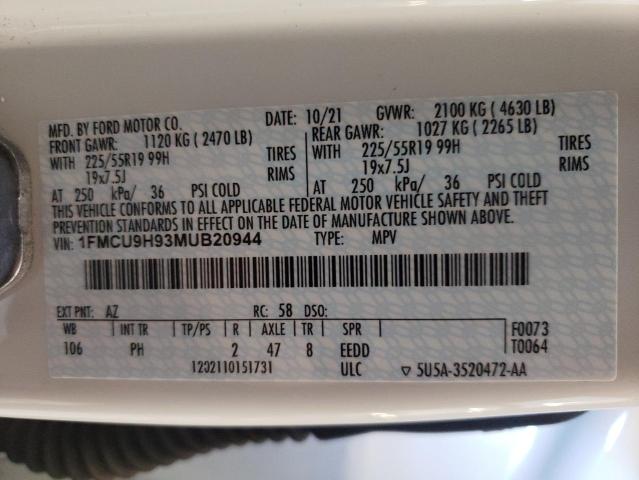 MFD. BY FORD MOTOR CO.
DATE: 10/21 GVWR: 2100 KG ( 4630 LB)
FRONT GAWR: 1120 KG ( 2470 LB)
REAR GAWR: 1027 KG ( 2265 LB)
WITH 225/55R19 99H TIRES
19x7.5J RIMS
AT 250 kPa/ 36 PSI COLD
WITH 225/55R19 99H TIRES
19x7.5J RIMS
AT 250 kPa/ 36 PSI COLD
THIS VEHICLE CONFORMS TO ALL APPLICABLE FEDERAL MOTOR VEHICLE SAFETY AND THEFT
PREVENTION STANDARDS IN EFFECT ON THE DATE OF MANUFACTURE SHOWN ABOVE.
VIN: 1FMCU9H93MUB20944 TYPE: MPV
EXT PNT: AZ RC: 58 DSO:
WB INT TR TP/PS R AXLE TR SPR
106 PH 2 47 8 EEDD
F0073
T0064
1202110151731 ULC ▽ 5U5A-3520472-AA